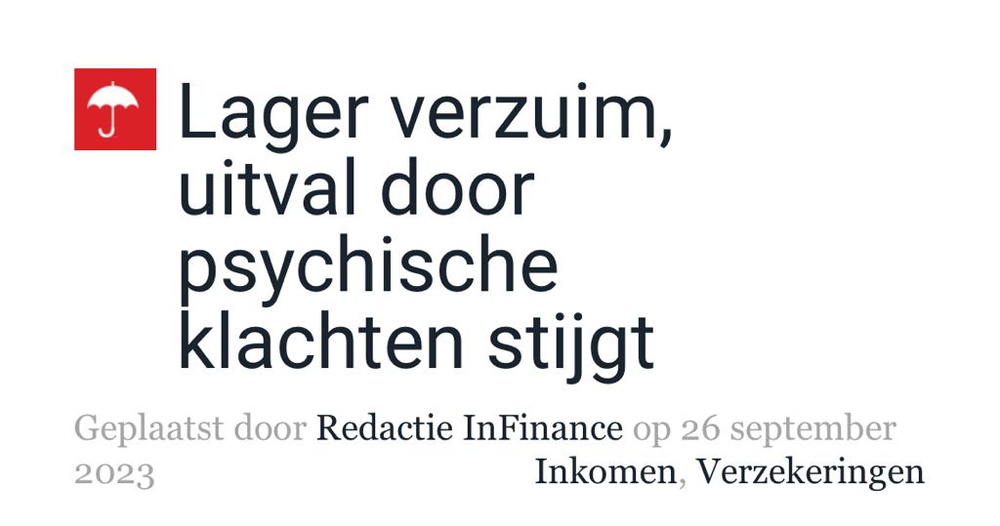 Lager verzuim,
uitval door
psychische
klachten stijgt
Geplaatst door Redactie InFinance op 26 september
2023 Inkomen, Verzekeringen